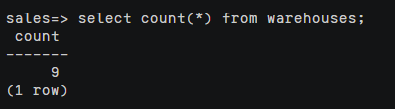 sales=> select count(*) from warehouses;
 count
-------
     9
(1 row)